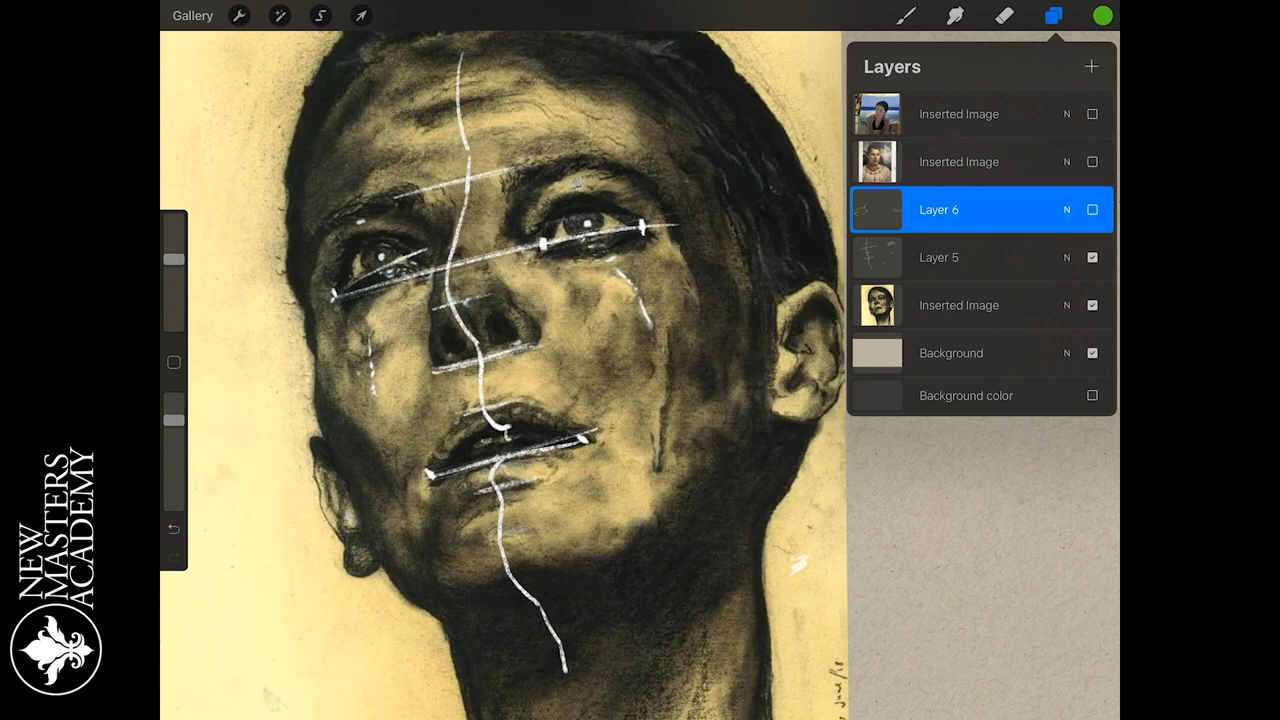 Gallery
Layers
Inserted Image N
Inserted Image N
Layer 6 N
Layer 5 N
Inserted Image N
Background N
Background color
NEW
MASTERS
ACADEMY